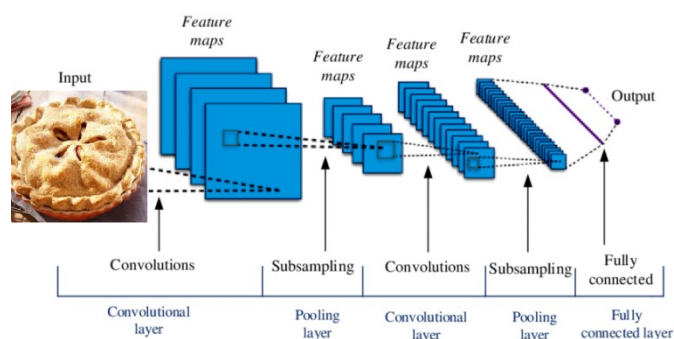 Feature
maps
Feature
maps
Feature
maps
Feature
maps
Input
Output
Convolutions
Subsampling
Convolutions
Subsampling
Fully
connected
Convolutional
layer
Pooling
layer
Convolutional
layer
Pooling
layer
Fully
connected layer